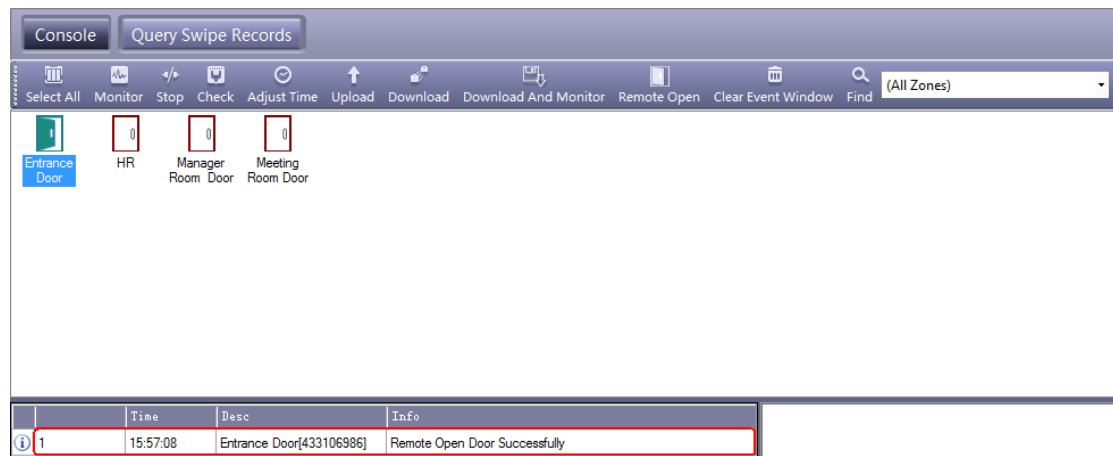 Console Query Swipe Records
Select All Monitor Stop Check Adjust Time Upload Download Download And Monitor Remote Open Clear Event Window Find (All Zones)
Entrance Door
HR
Manager Room Door
Meeting Room Door
Time Desc Info
1 15:57:08 Entrance Door[433106986] Remote Open Door Successfully